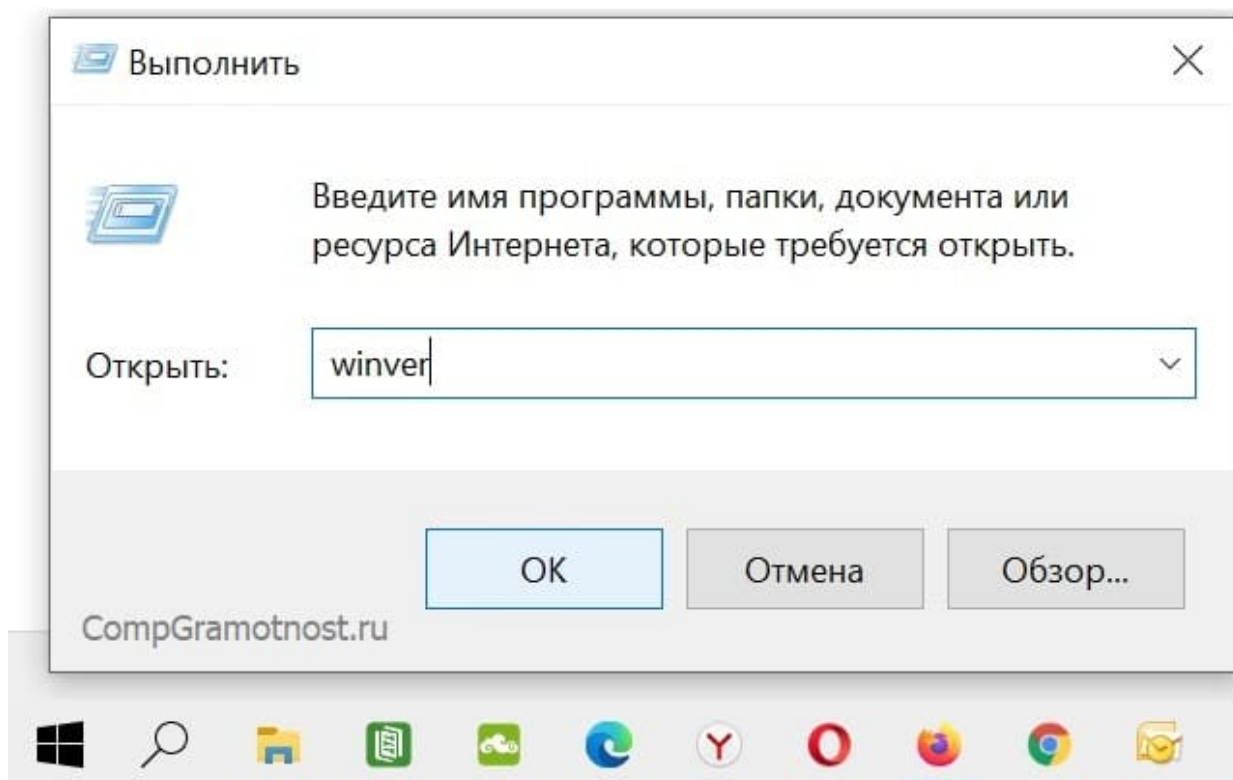 Выполнить
Введите имя программы, папки, документа или
ресурса Интернета, которые требуется открыть.
Открыть: winver
OK Отмена Обзор...
CompGramotnost.ru